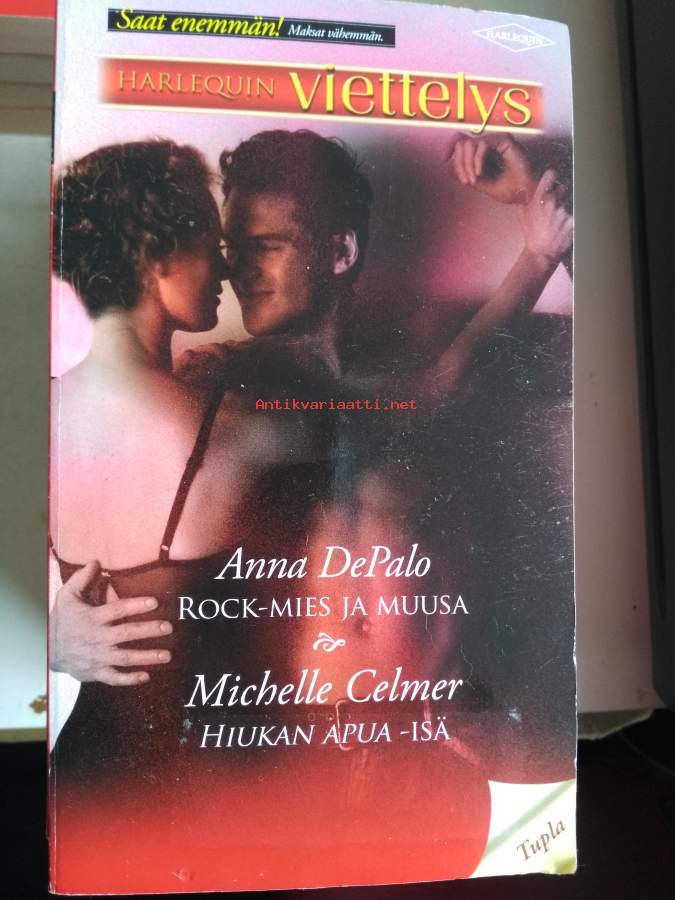 Saat enemmän! Maksat vähemmän.
HARLEQUIN
HARLEQUIN viettelys
Antikvariaatti.net
Anna DePalo
ROCK-MIES JA MUUSA
Michelle Celmer
HIUKAN APUA -ISÄ
Tupla